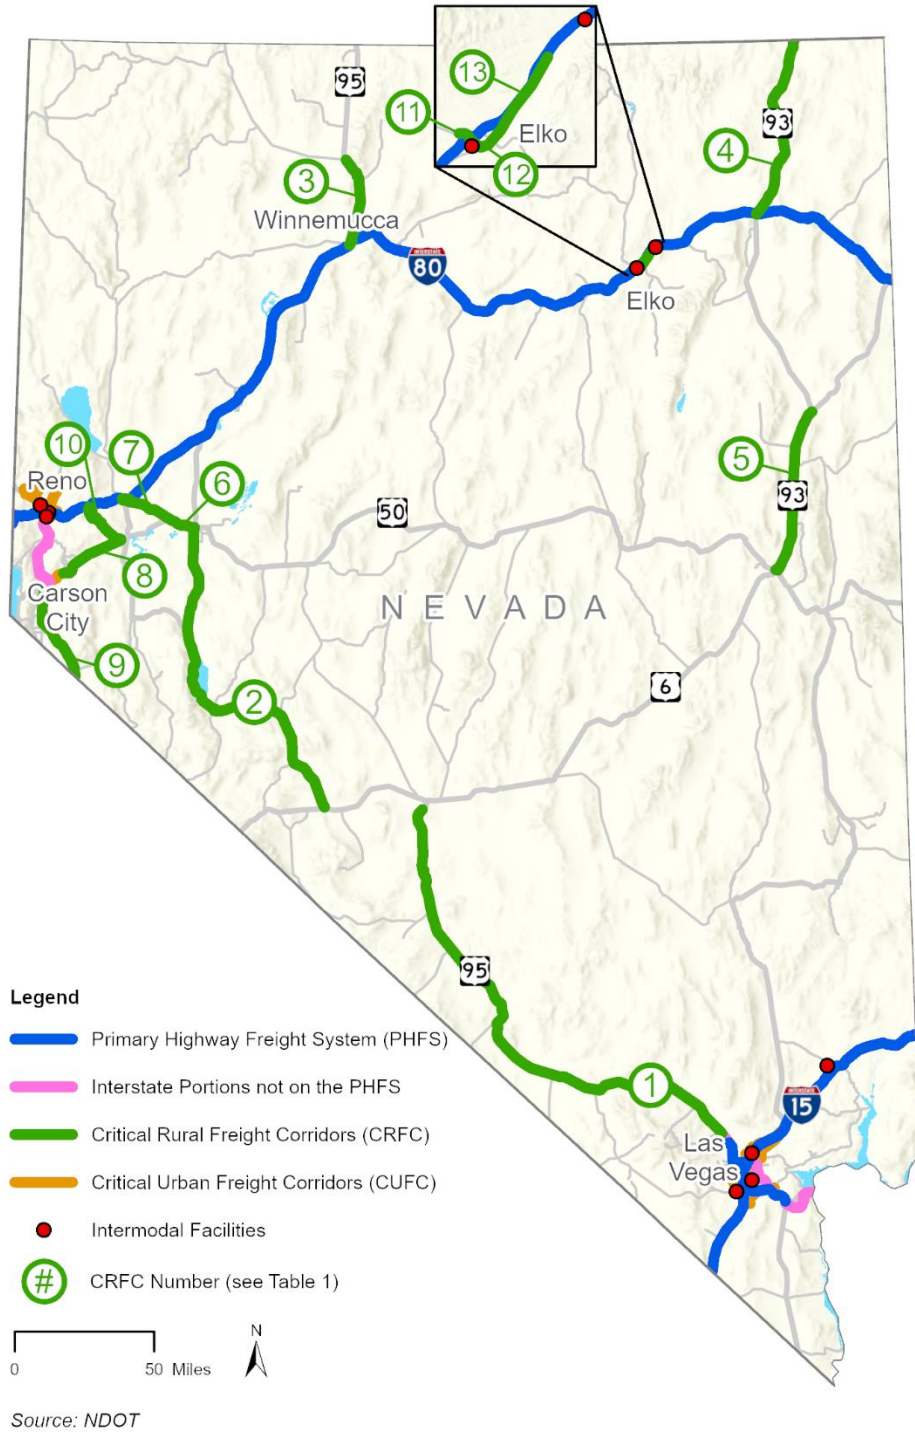 95
13
11
Elko
12
93
4
3
Winnemucca
INTERSTATE
80
Elko
5
93
10
7
6
Reno
50
8
Carson
City
NEVADA
9
6
2
95
1
INTERSTATE
15
Las
Vegas
Legend
Primary Highway Freight System (PHFS)
Interstate Portions not on the PHFS
Critical Rural Freight Corridors (CRFC)
Critical Urban Freight Corridors (CUFC)
Intermodal Facilities
# CRFC Number (see Table 1)
N
0 50 Miles
Source: NDOT